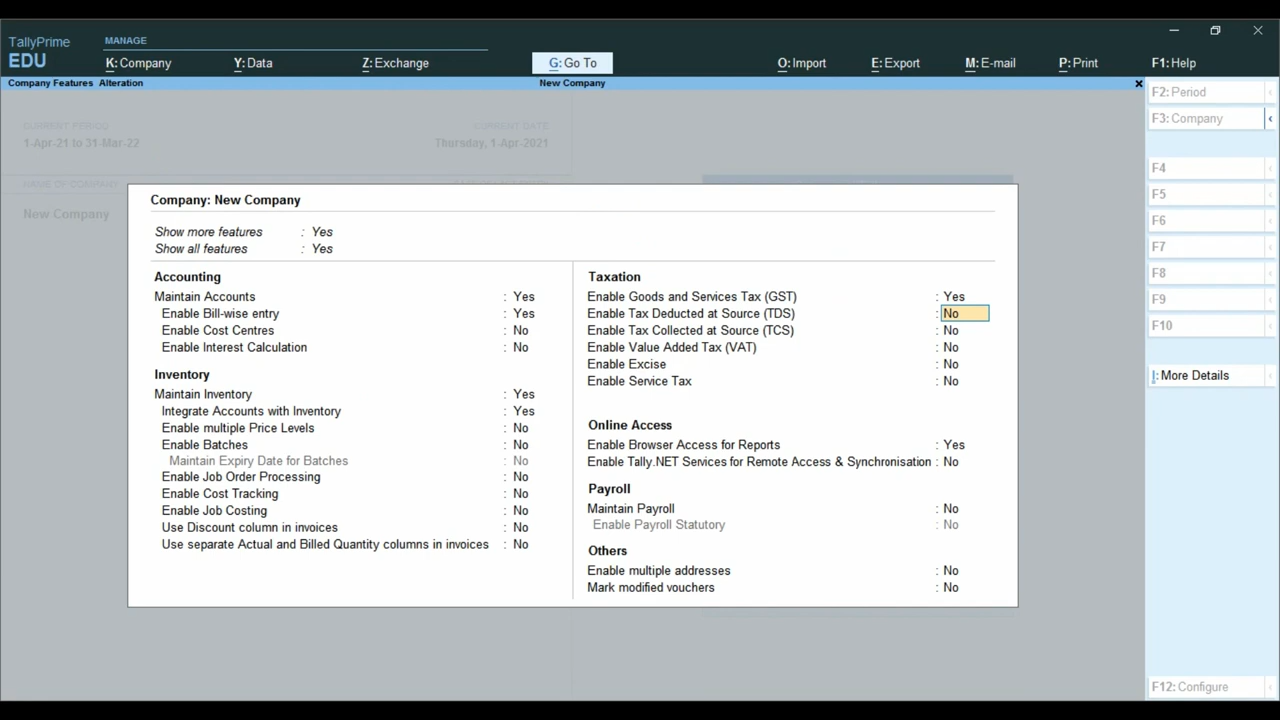 TallyPrime
EDU
MANAGE
K: Company
Y: Data
Z: Exchange
G: Go To
O: Import
E: Export
M: E-mail
P: Print
F1: Help
Company Features Alteration
New Company
CURRENT PERIOD
1-Apr-21 to 31-Mar-22
CURRENT DATE
Thursday, 1-Apr-2021
NAME OF COMPANY
New Company
Company: New Company
Show more features : Yes
Show all features : Yes
Accounting
Maintain Accounts : Yes
Enable Bill-wise entry : Yes
Enable Cost Centres : No
Enable Interest Calculation : No
Inventory
Maintain Inventory : Yes
Integrate Accounts with Inventory : Yes
Enable multiple Price Levels : No
Enable Batches : No
Maintain Expiry Date for Batches : No
Enable Job Order Processing : No
Enable Cost Tracking : No
Enable Job Costing : No
Use Discount column in invoices : No
Use separate Actual and Billed Quantity columns in invoices : No
Taxation
Enable Goods and Services Tax (GST) : Yes
Enable Tax Deducted at Source (TDS) : No
Enable Tax Collected at Source (TCS) : No
Enable Value Added Tax (VAT) : No
Enable Excise : No
Enable Service Tax : No
Online Access
Enable Browser Access for Reports : Yes
Enable Tally.NET Services for Remote Access & Synchronisation : No
Payroll
Maintain Payroll : No
Enable Payroll Statutory : No
Others
Enable multiple addresses : No
Mark modified vouchers : No
F2: Period
F3: Company
F4
F5
F6
F7
F8
F9
F10
I: More Details
F12: Configure